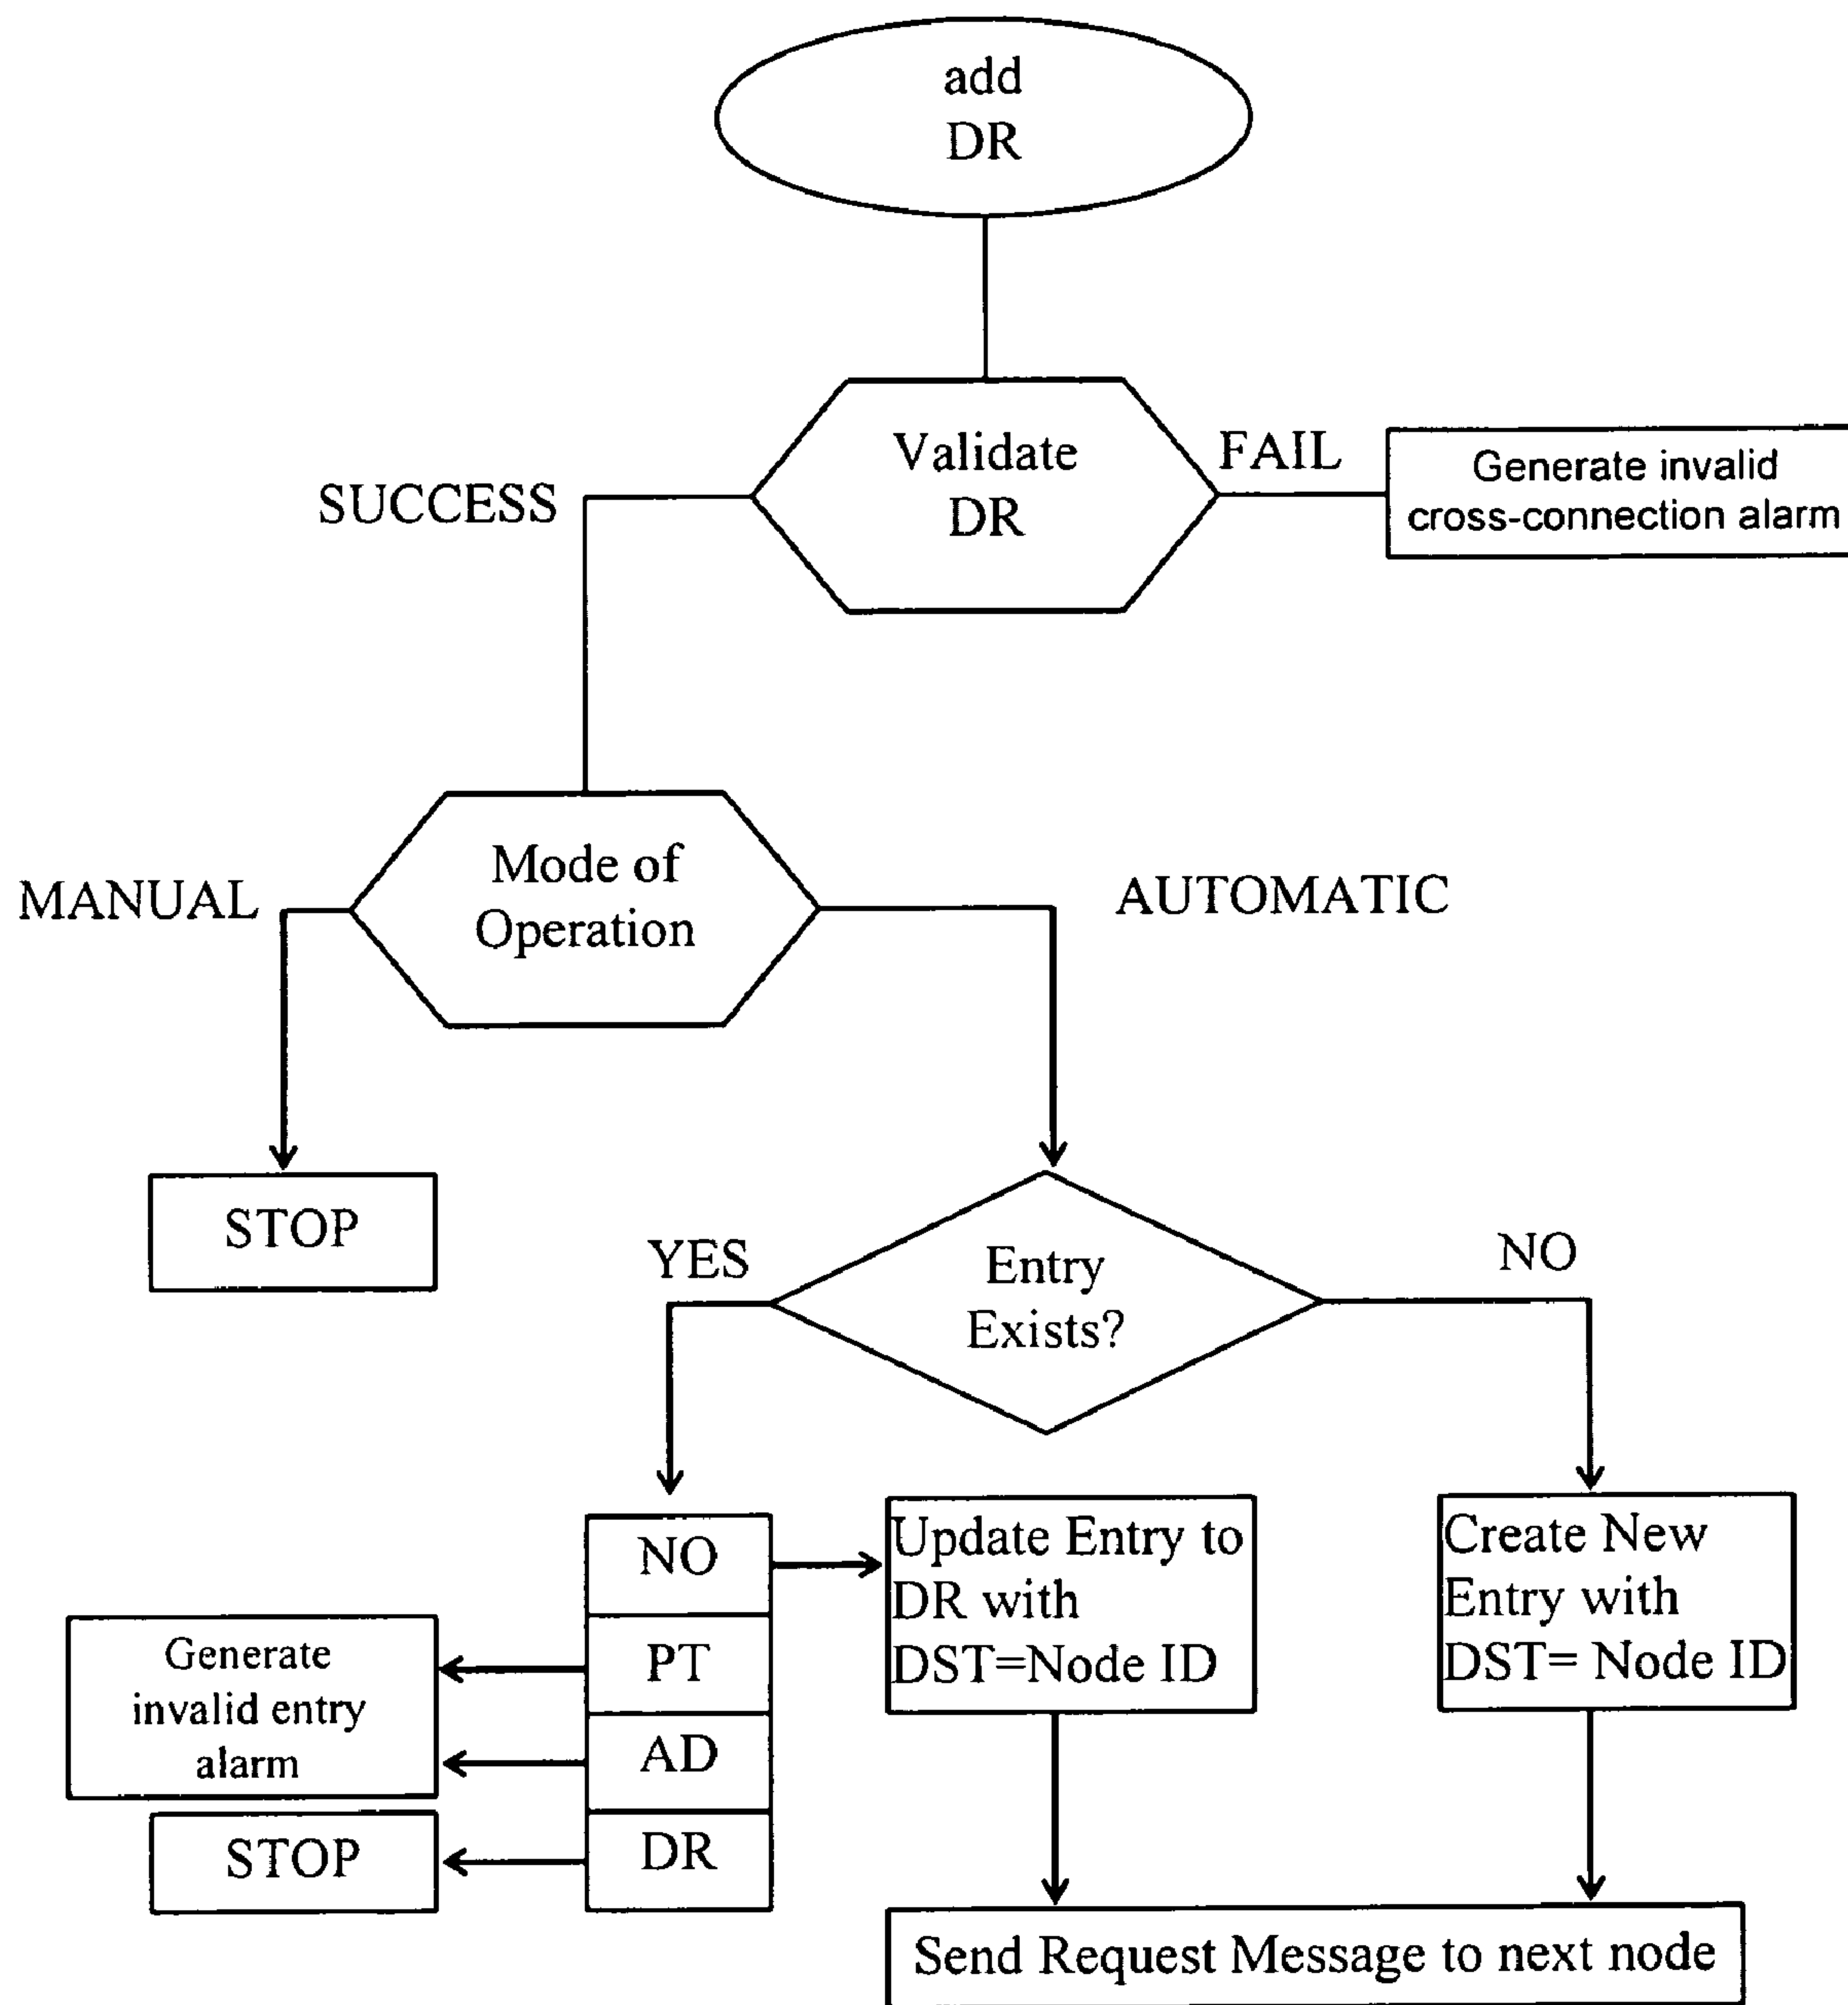 add
DR
Validate
DR
FAIL
Generate invalid
cross-connection alarm
SUCCESS
Mode of
Operation
MANUAL
AUTOMATIC
STOP
YES
Entry
Exists?
NO
NO
PT
AD
DR
Update Entry to
DR with
DST=Node ID
Create New
Entry with
DST= Node ID
Generate
invalid entry
alarm
STOP
Send Request Message to next node